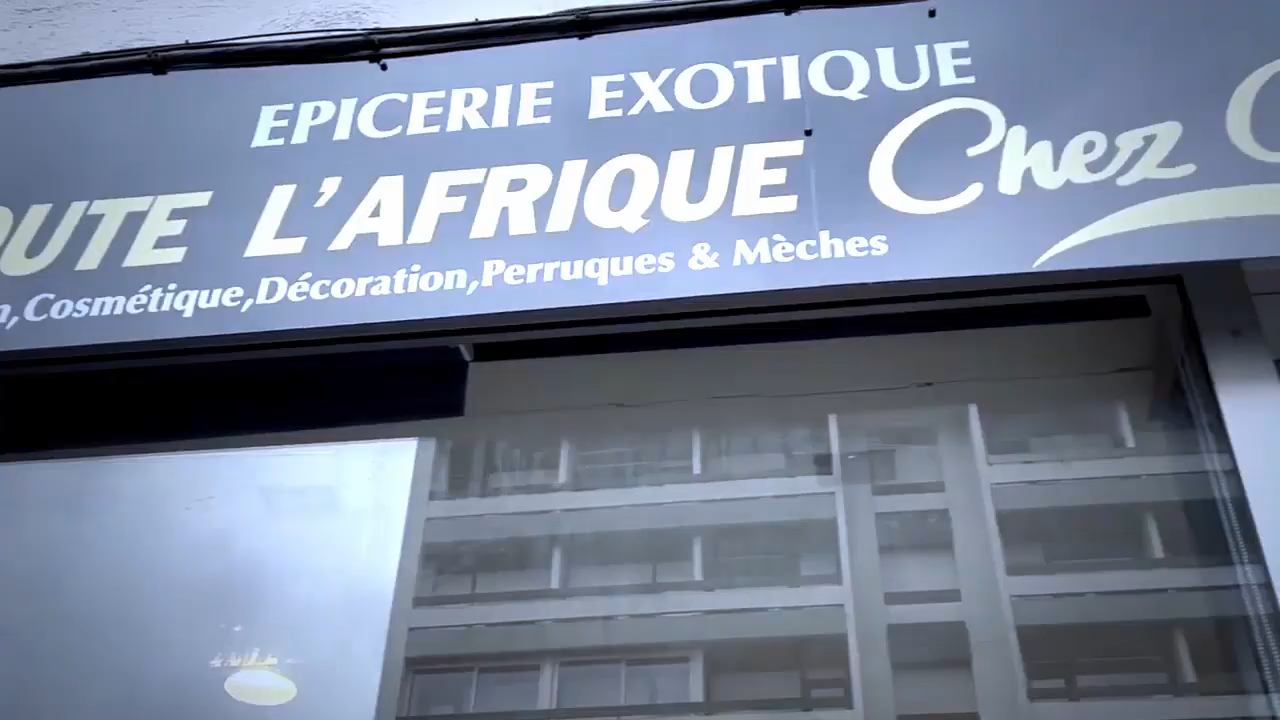 EPICERIE EXOTIQUE
L'AFRIQUE Chez
Cosmétique,Décoration,Perruques & Mèches